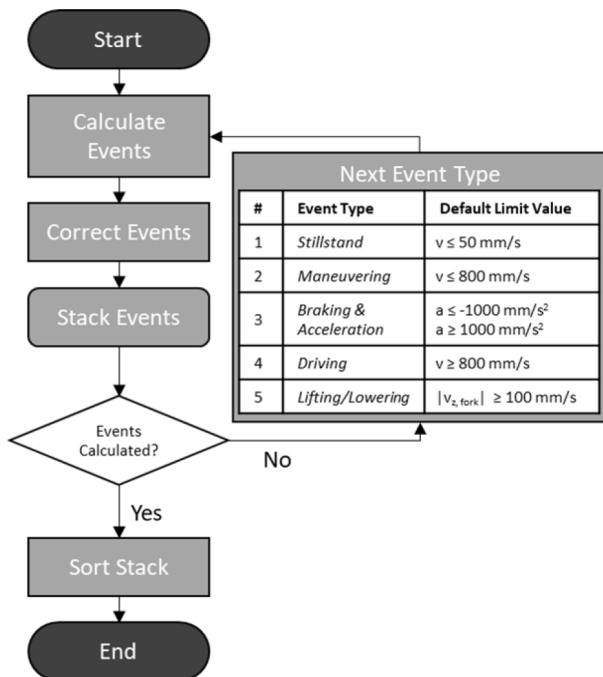 Start
Calculate
Events
Correct Events
Stack Events
Events
Calculated?
No
Yes
Sort Stack
End
Next Event Type
# Event Type Default Limit Value
1 Stillstand v ≤ 50 mm/s
2 Maneuvering v ≤ 800 mm/s
3 Braking & a ≤ -1000 mm/s²
Acceleration a ≥ 1000 mm/s²
4 Driving v ≥ 800 mm/s
5 Lifting/Lowering |v_z, fork| ≥ 100 mm/s